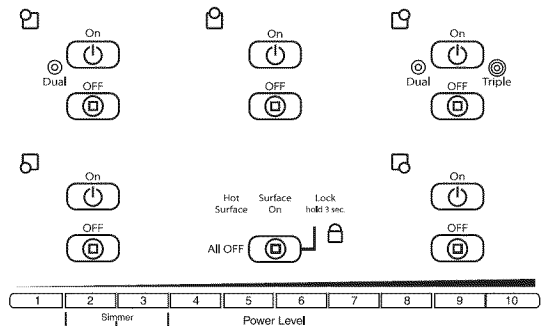 On On On
Dual Dual Triple
OFF OFF OFF
On On
Hot Surface Lock
Surface On hold 3 sec.
OFF OFF
All OFF
1 2 3 4 5 6 7 8 9 10
Simmer Power Level